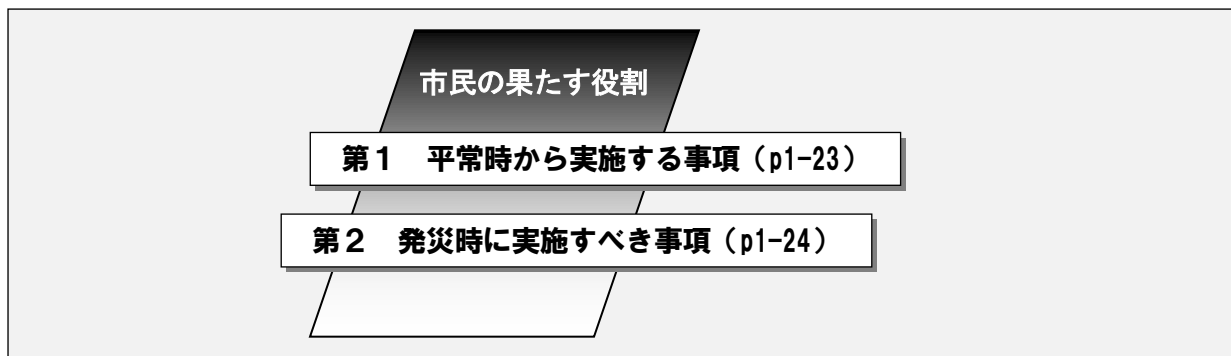 市民の果たす役割
第１　平常時から実施する事項（p1-23）
第２　発災時に実施すべき事項（p1-24）